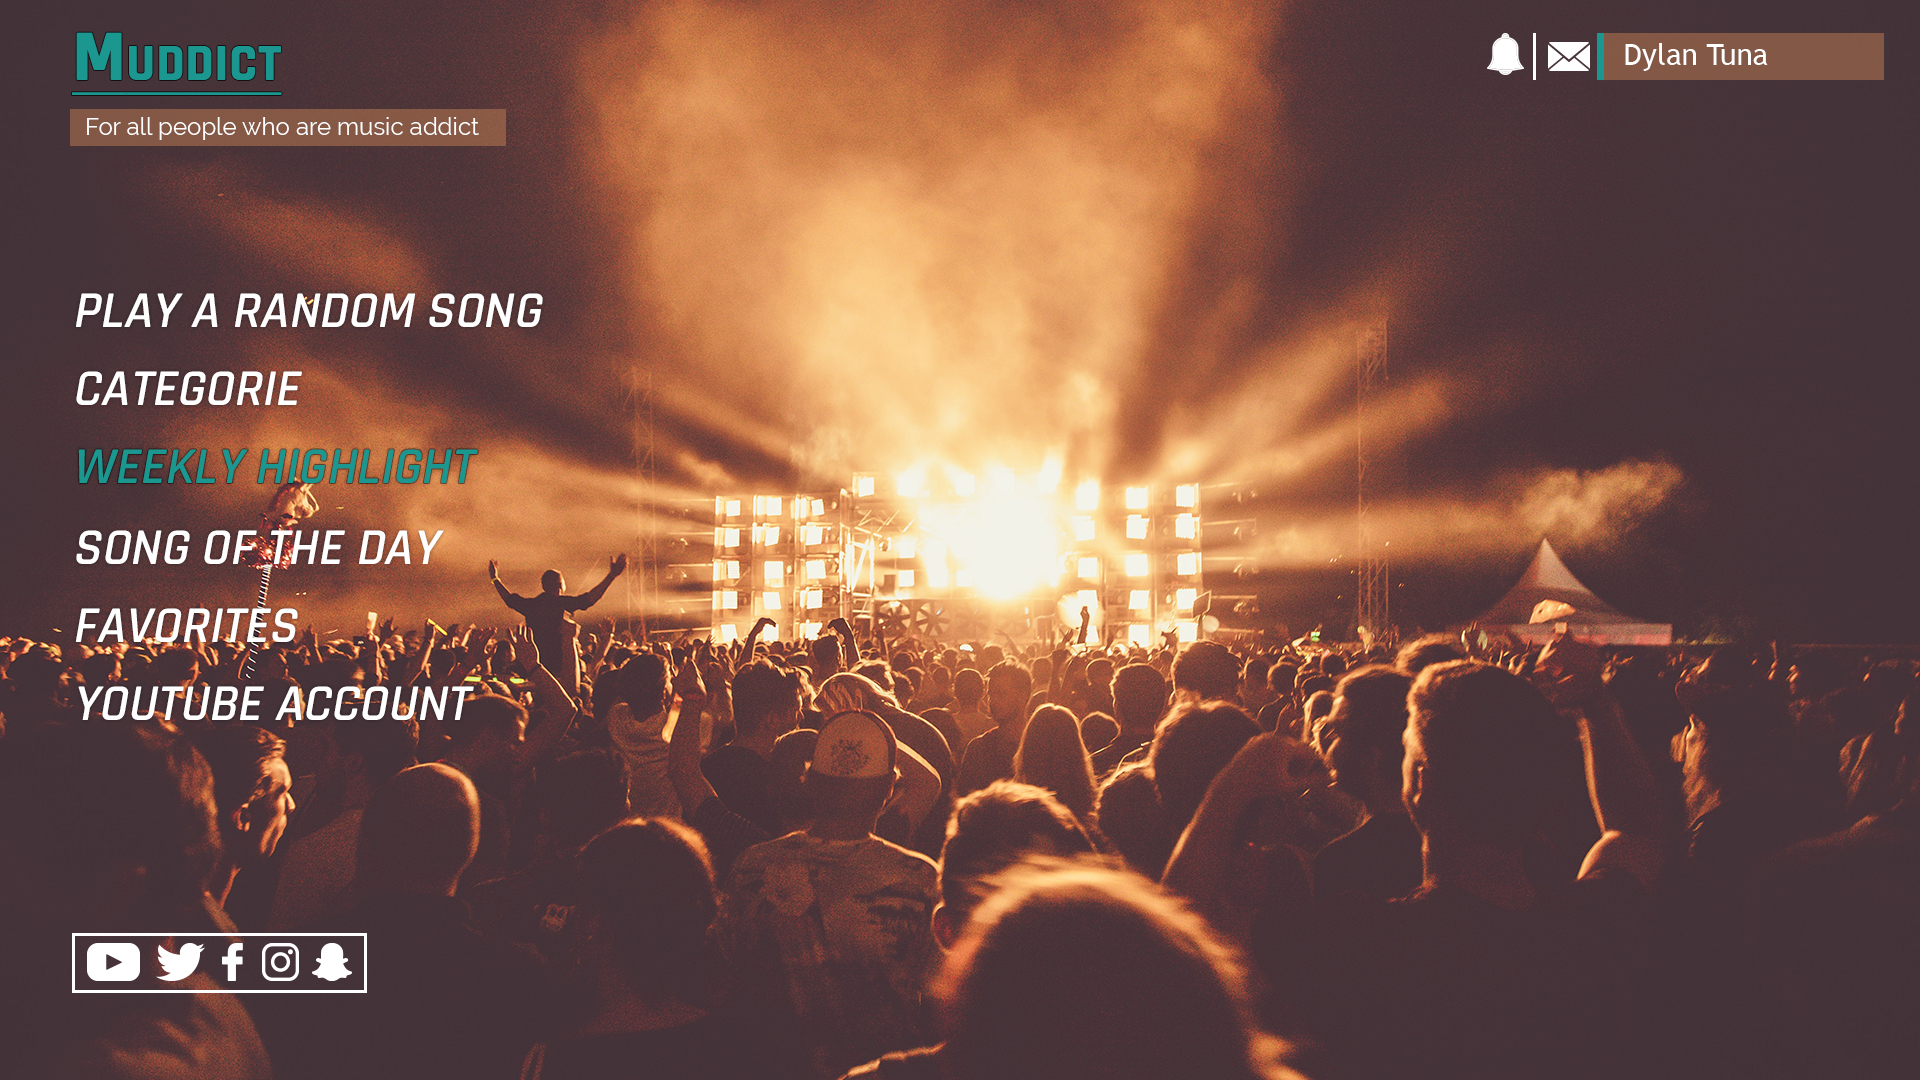 MUDDICT
For all people who are music addict
Dylan Tuna
PLAY A RANDOM SONG
CATEGORIE
WEEKLY HIGHLIGHT
SONG OF THE DAY
FAVORITES
YOUTUBE ACCOUNT